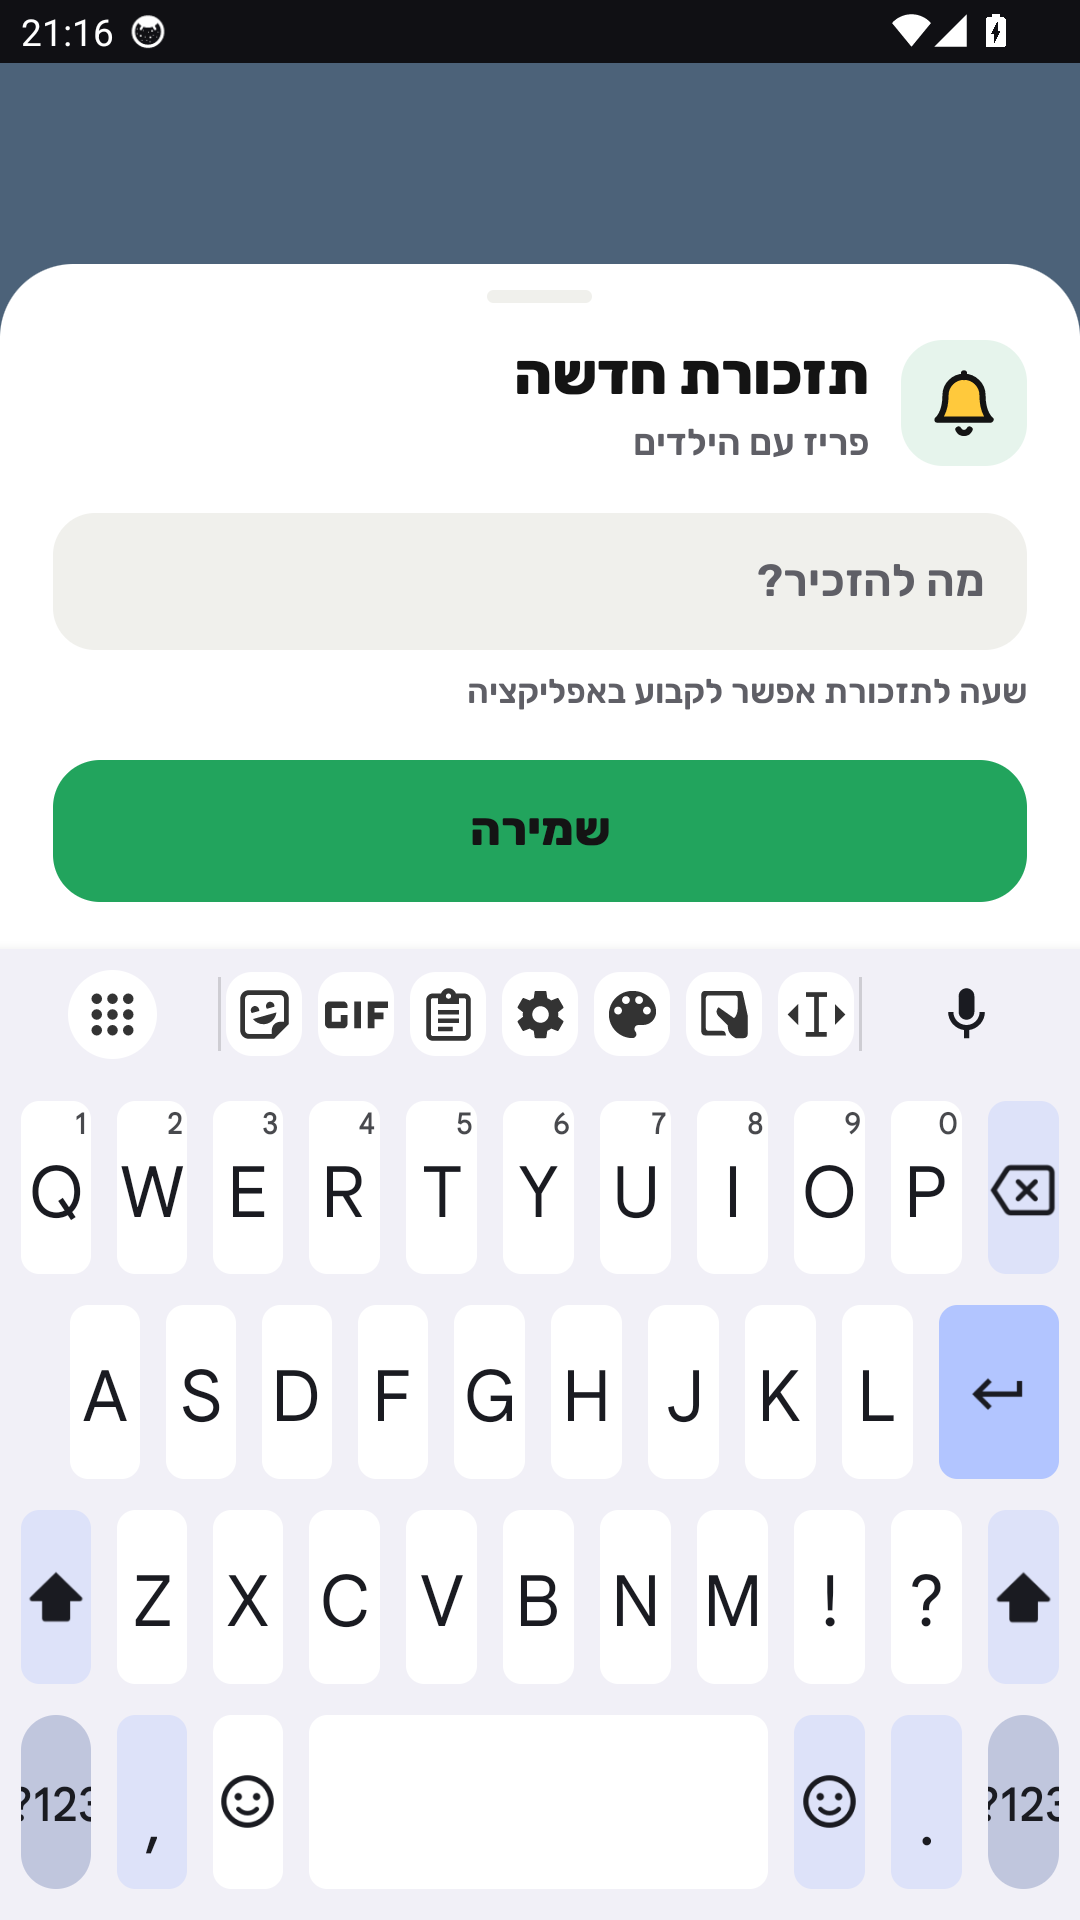 21:16
תזכורת חדשה
פריז עם הילדים
מה להזכיר?
שעה לתזכורת אפשר לקבוע באפליקציה
שמירה
GIF
1 2 3 4 5 6 7 8 9 0
Q W E R T Y U I O P
A S D F G H J K L
Z X C V B N M ! ?
?123 , . ?123